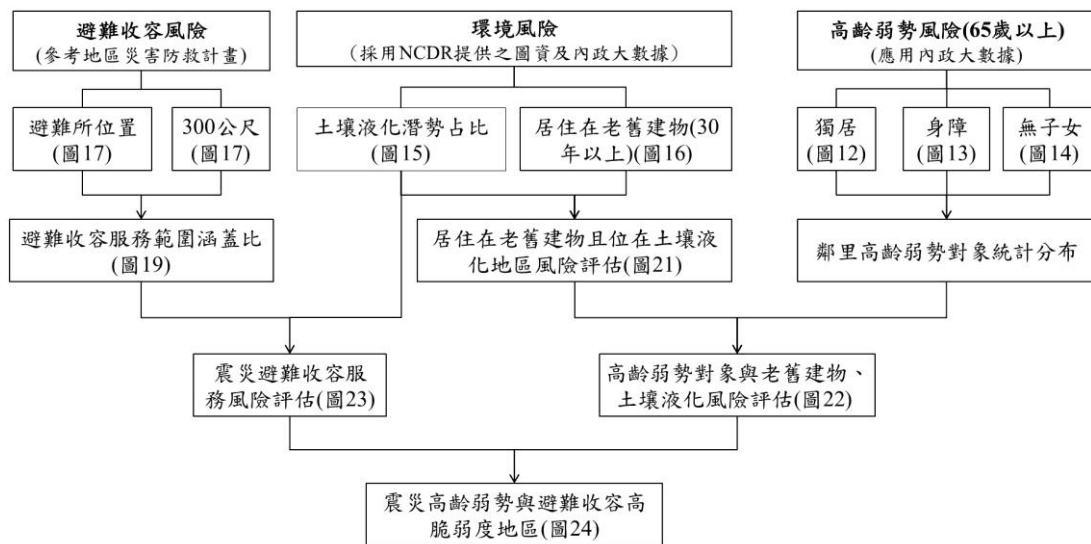 避難收容風險
(參考地區災害防救計畫)
環境風險
(採用NCDR提供之圖資及內政大數據)
高齡弱勢風險(65歲以上)
(應用內政大數據)
避難所位置
(圖17)
300公尺
(圖17)
土壤液化潛勢占比
(圖15)
居住在老舊建物(30
年以上)(圖16)
獨居
(圖12)
身障
(圖13)
無子女
(圖14)
避難收容服務範圍涵蓋比
(圖19)
居住在老舊建物且位在土壤液
化地區風險評估(圖21)
鄰里高齡弱勢對象統計分布
震災避難收容服
務風險評估(圖23)
高齡弱勢對象與老舊建物、
土壤液化風險評估(圖22)
震災高齡弱勢與避難收容高
脆弱度地區(圖24)